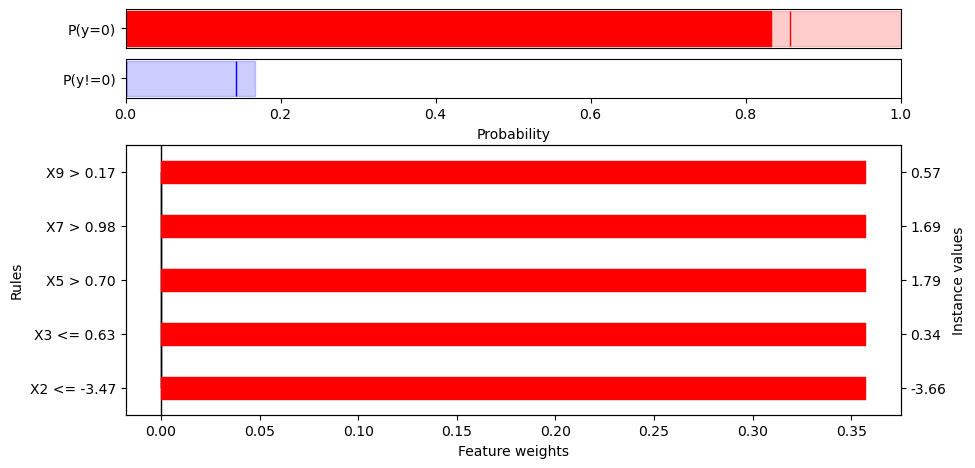 P(y=0)
P(y!=0)
0.0 0.2 0.4 0.6 0.8 1.0
Probability
X9 > 0.17 0.57
X7 > 0.98 1.69
X5 > 0.70 1.79
X3 <= 0.63 0.34
X2 <= -3.47 -3.66
Rules
Instance values
0.00 0.05 0.10 0.15 0.20 0.25 0.30 0.35
Feature weights